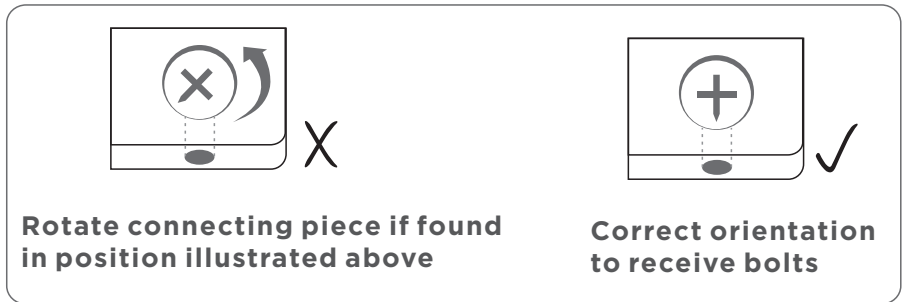 Rotate connecting piece if found
in position illustrated above
Correct orientation
to receive bolts